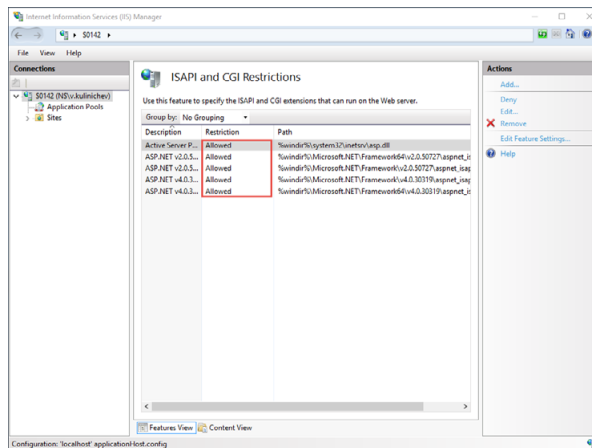 Internet Information Services (IIS) Manager
S0142
File View Help
Connections
S0142 (NS\v.kulinichev)
Application Pools
Sites
ISAPI and CGI Restrictions
Use this feature to specify the ISAPI and CGI extensions that can run on the Web server.
Group by: No Grouping
Description Restriction Path
Active Server P... Allowed %windir%\system32\inetsrv\asp.dll
ASP.NET v2.0.5... Allowed %windir%\Microsoft.NET\Framework64\v2.0.50727\aspnet_is
ASP.NET v2.0.5... Allowed %windir%\Microsoft.NET\Framework\v2.0.50727\aspnet_isap
ASP.NET v4.0.3... Allowed %windir%\Microsoft.NET\Framework\v4.0.30319\aspnet_isap
ASP.NET v4.0.3... Allowed %windir%\Microsoft.NET\Framework64\v4.0.30319\aspnet_is
Features View Content View
Actions
Add...
Deny
Edit...
Remove
Edit Feature Settings...
Help
Configuration: 'localhost' applicationHost.config